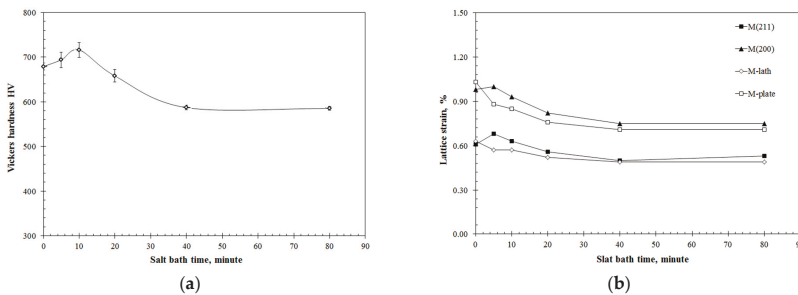 800
700
600
500
400
300
Vickers hardness HV
0 10 20 30 40 50 60 70 80 90
Salt bath time, minute
(a)
1.50
1.20
0.90
0.60
0.30
0.00
Lattice strain, %
M(211)
M(200)
M-lath
M-plate
0 10 20 30 40 50 60 70 80 90
Slat bath time, minute
(b)